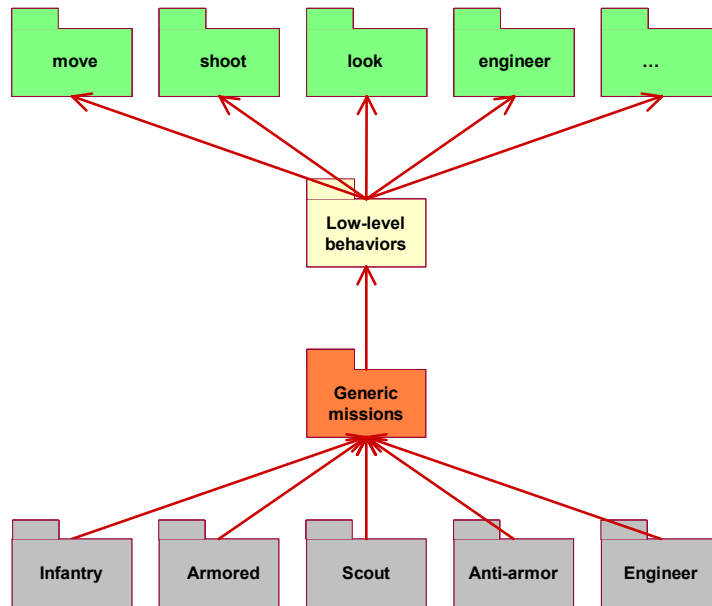 move
shoot
look
engineer
...
Low-level
behaviors
Generic
missions
Infantry
Armored
Scout
Anti-armor
Engineer